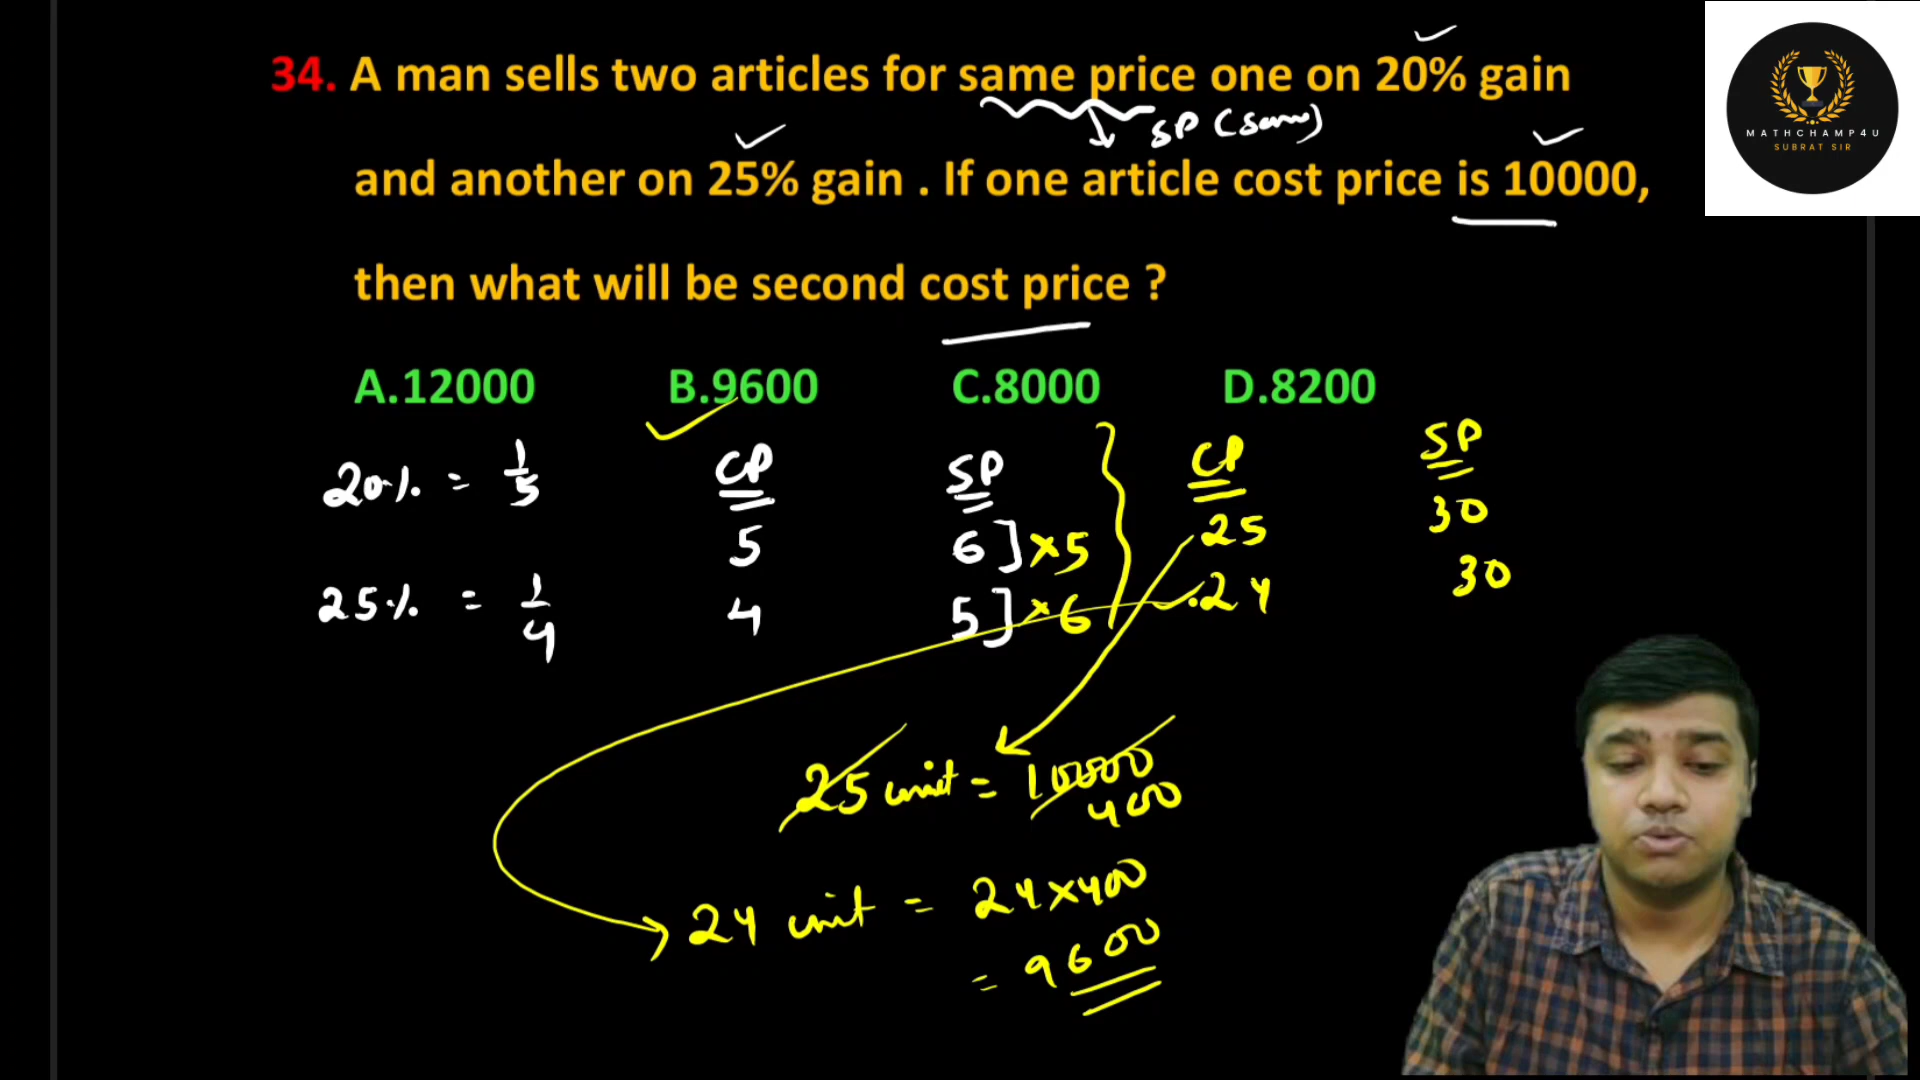 34. A man sells two articles for same price one on 20% gain
SP (same)
and another on 25% gain . If one article cost price is 10000,
then what will be second cost price ?
A.12000 B.9600 C.8000 D.8200
20% = 1/5
CP SP
5 6] ×5
25% = 1/4
4 5] ×6
CP SP
25 30
24 30
25 unit = 10000
400
24 unit = 24×400
= 9600
MATHCHAMP4U
SUBRAT SIR